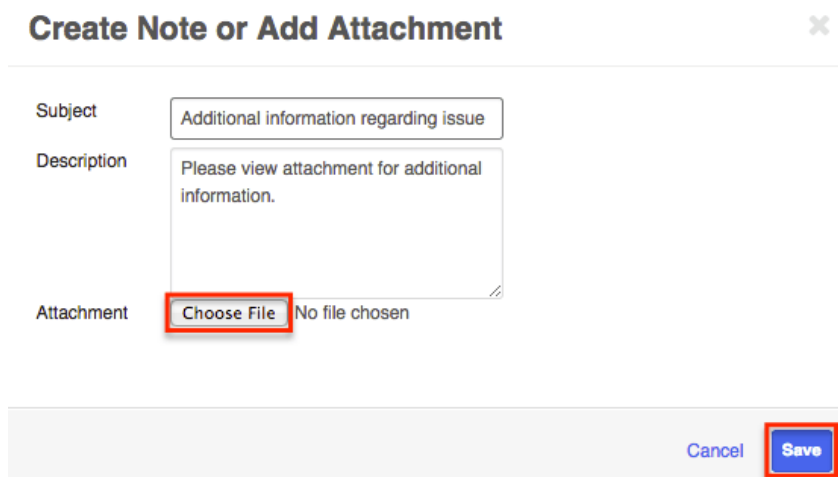 Create Note or Add Attachment
Subject
Additional information regarding issue
Description
Please view attachment for additional
information.
Attachment
Choose File No file chosen
Cancel
Save